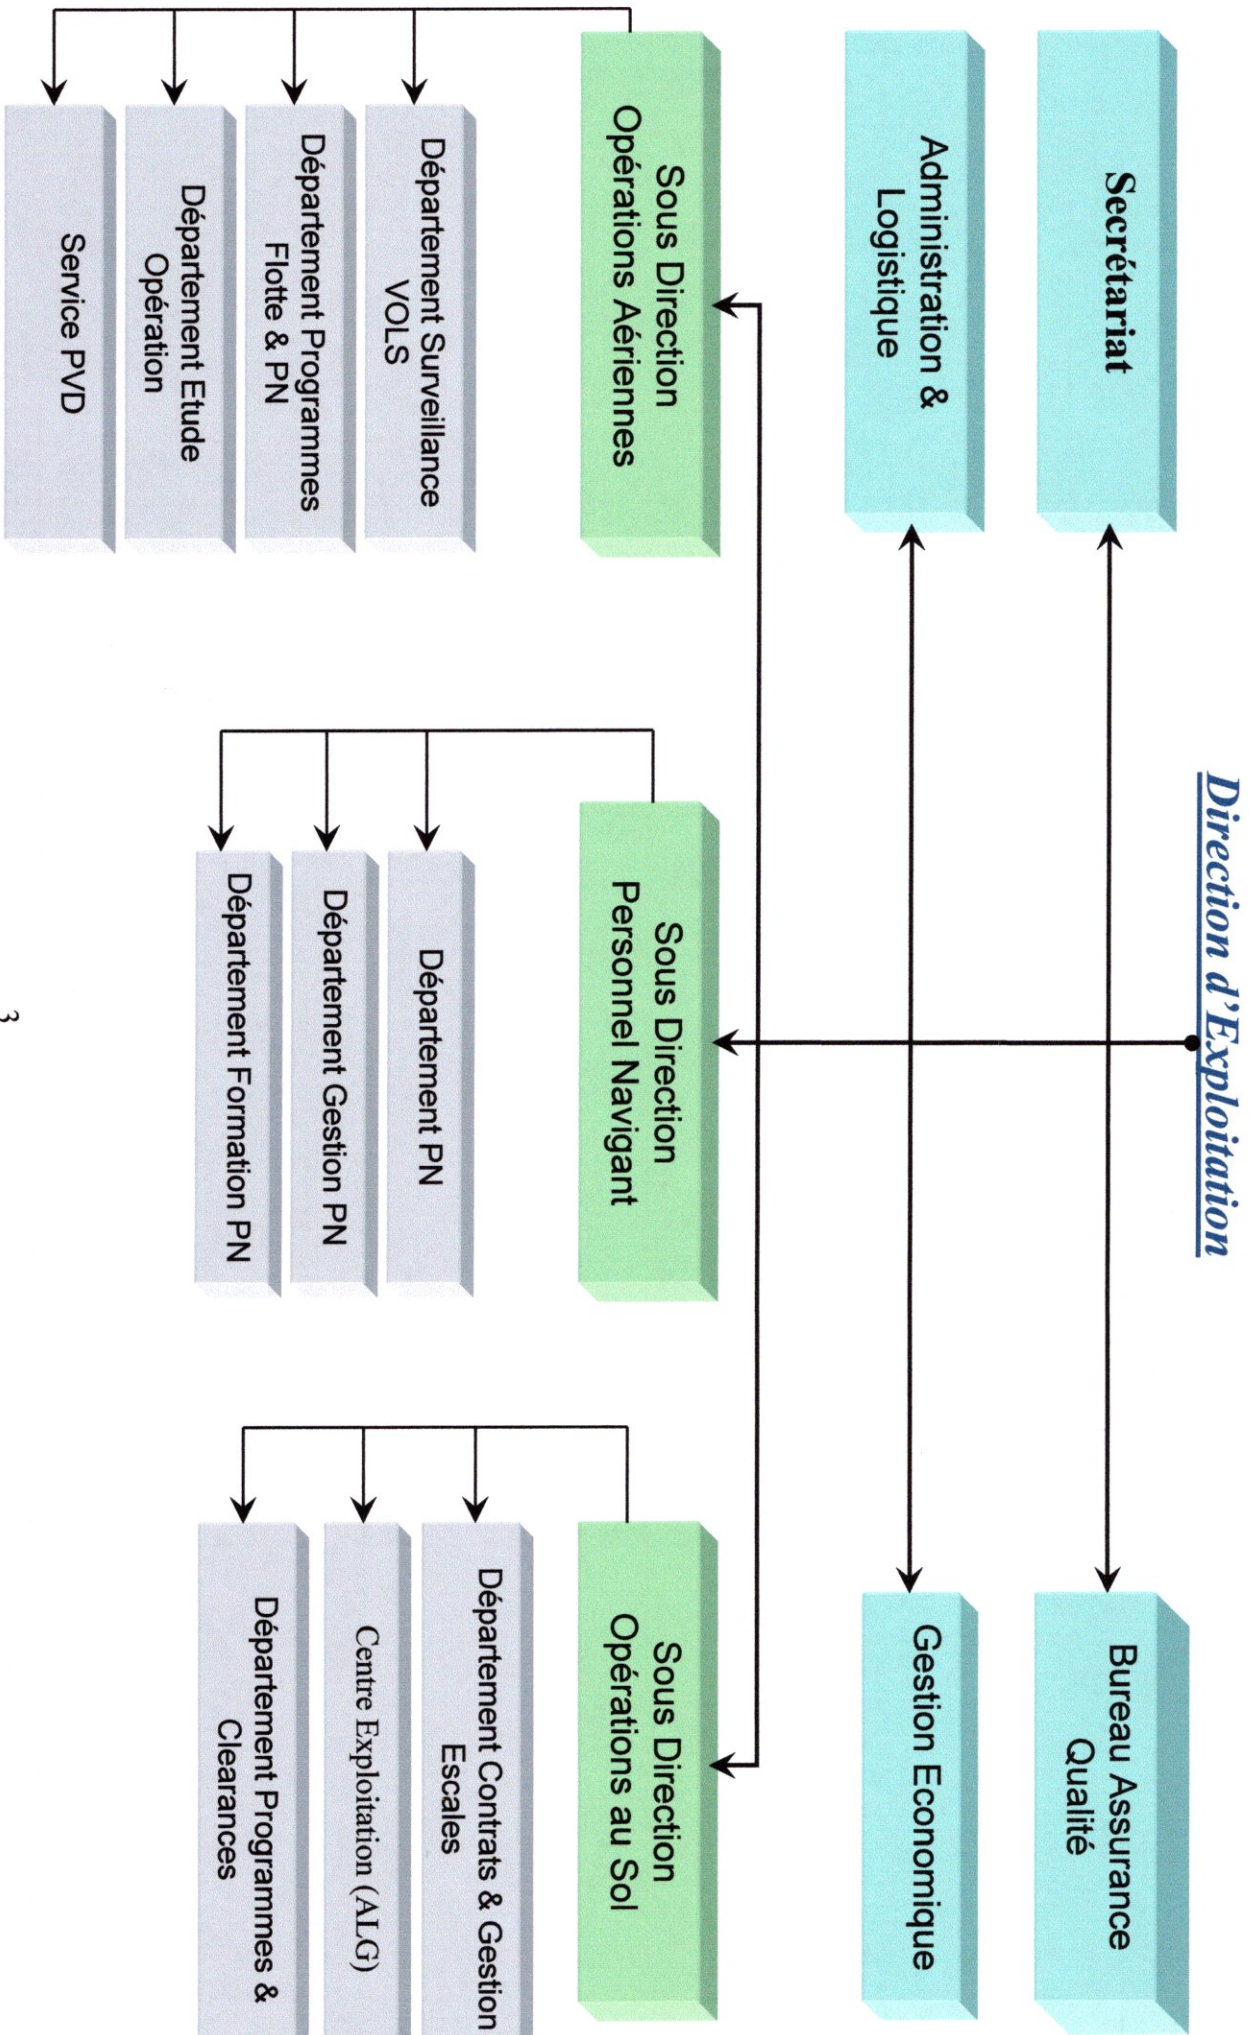 Direction d'Exploitation
Secrétariat
Bureau Assurance
Qualité
Administration &
Logistique
Gestion Economique
Sous Direction
Opérations Aériennes
Sous Direction
Personnel Navigant
Sous Direction
Opérations au Sol
Département Surveillance
VOLS
Département Programmes
Flotte & PN
Département Etude
Opération
Service PVD
Département PN
Département Gestion PN
Département Formation PN
Département Contrats & Gestion
Escales
Centre Exploitation (ALG)
Département Programmes &
Clearances
3